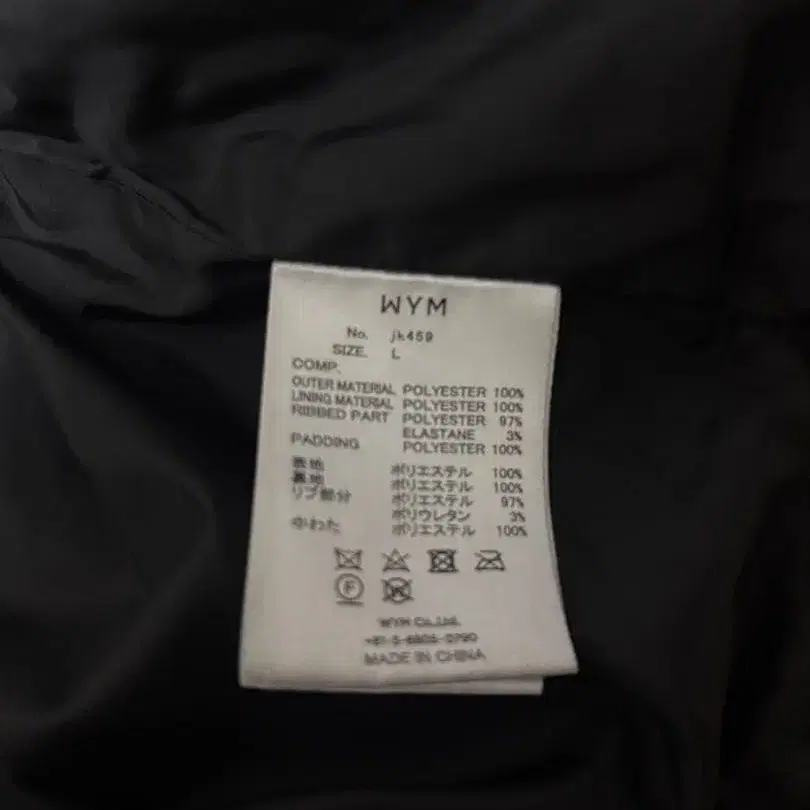 WYM
No. jk459
SIZE. L
COMP.
OUTER MATERIAL POLYESTER 100%
LINING MATERIAL POLYESTER 100%
RIBBED PART POLYESTER 97%
ELASTANE 3%
PADDING POLYESTER 100%
表地 ポリエステル 100%
裏地 ポリエステル 100%
リブ部分 ポリエステル 97%
ポリウレタン 3%
中わた ポリエステル 100%
F
WYM Co.,Ltd.
MADE IN CHINA